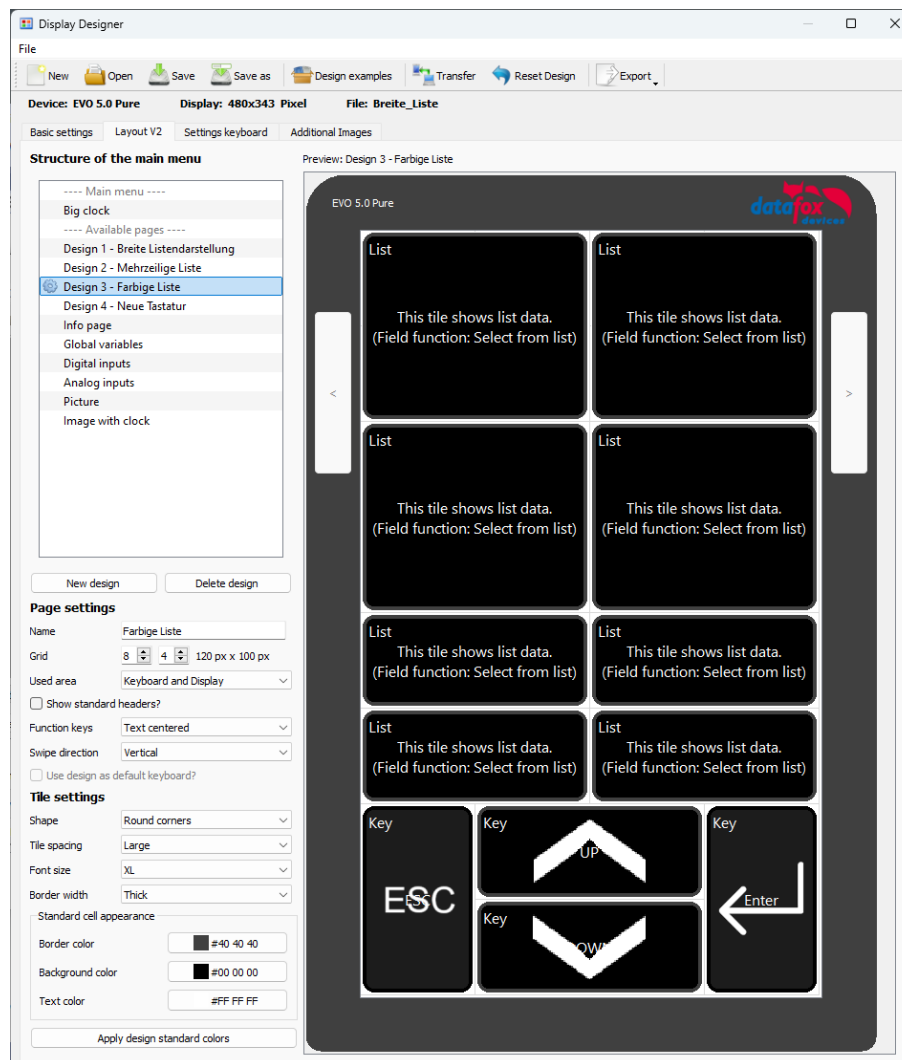 Display Designer
File
New Open Save Save as Design examples Transfer Reset Design Export
Device: EVO 5.0 Pure Display: 480x343 Pixel File: Breite_Liste
Basic settings Layout V2 Settings keyboard Additional Images
Structure of the main menu
---- Main menu ----
Big clock
---- Available pages ----
Design 1 - Breite Listendarstellung
Design 2 - Mehrzeilige Liste
Design 3 - Farbige Liste
Design 4 - Neue Tastatur
Info page
Global variables
Digital inputs
Analog inputs
Picture
Image with clock
New design Delete design
Page settings
Name Farbige Liste
Grid 8 4 120 px x 100 px
Used area Keyboard and Display
Show standard headers?
Function keys Text centered
Swipe direction Vertical
Use design as default keyboard?
Tile settings
Shape Round corners
Tile spacing Large
Font size XL
Border width Thick
Standard cell appearance
Border color #40 40 40
Background color #00 00 00
Text color #FF FF FF
Apply design standard colors
Preview: Design 3 - Farbige Liste
EVO 5.0 Pure
datafox
devices
List
This tile shows list data.
(Field function: Select from list)
List
This tile shows list data.
(Field function: Select from list)
<
>
List
This tile shows list data.
(Field function: Select from list)
List
This tile shows list data.
(Field function: Select from list)
List
This tile shows list data.
(Field function: Select from list)
List
This tile shows list data.
(Field function: Select from list)
List
This tile shows list data.
(Field function: Select from list)
List
This tile shows list data.
(Field function: Select from list)
Key
ESC
ESC
Key
UP
Key
DOWN
Key
Enter